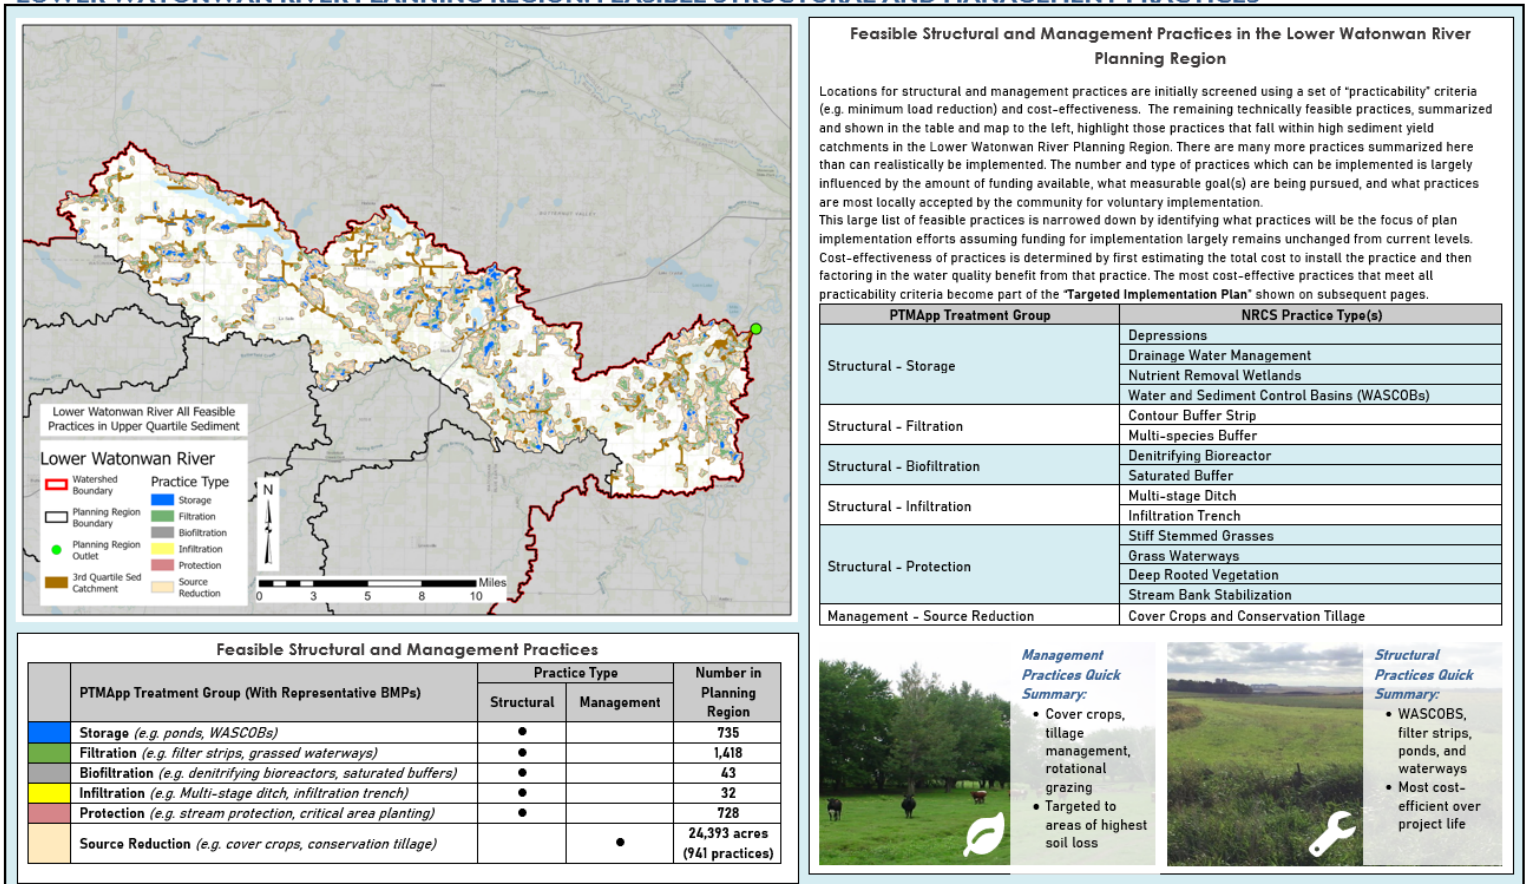 LOWER WATONWAN RIVER PLANNING REGION: FEASIBLE STRUCTURAL AND MANAGEMENT PRACTICES
Lower Watonwan River All Feasible
Practices in Upper Quartile Sediment
Lower Watonwan River
Watershed
Boundary
Planning Region
Boundary
Planning Region
Outlet
3rd Quartile Sed
Catchment
Practice Type
Storage
Filtration
Biofiltration
Infiltration
Protection
Source
Reduction
N
Miles
0 3 5 8 10
Feasible Structural and Management Practices
PTMApp Treatment Group (With Representative BMPs)
Practice Type
Structural Management
Number in
Planning
Region
Storage (e.g. ponds, WASCOBs) ● 735
Filtration (e.g. filter strips, grassed waterways) ● 1,418
Biofiltration (e.g. denitrifying bioreactors, saturated buffers) ● 43
Infiltration (e.g. Multi-stage ditch, infiltration trench) ● 32
Protection (e.g. stream protection, critical area planting) ● 728
Source Reduction (e.g. cover crops, conservation tillage) ● 24,393 acres
(941 practices)
Feasible Structural and Management Practices in the Lower Watonwan River
Planning Region
Locations for structural and management practices are initially screened using a set of "practicability" criteria
(e.g. minimum load reduction) and cost-effectiveness. The remaining technically feasible practices, summarized
and shown in the table and map to the left, highlight those practices that fall within high sediment yield
catchments in the Lower Watonwan River Planning Region. There are many more practices summarized here
than can realistically be implemented. The number and type of practices which can be implemented is largely
influenced by the amount of funding available, what measurable goal(s) are being pursued, and what practices
are most locally accepted by the community for voluntary implementation.
This large list of feasible practices is narrowed down by identifying what practices will be the focus of plan
implementation efforts assuming funding for implementation largely remains unchanged from current levels.
Cost-effectiveness of practices is determined by first estimating the total cost to install the practice and then
factoring in the water quality benefit from that practice. The most cost-effective practices that meet all
practicability criteria become part of the "Targeted Implementation Plan" shown on subsequent pages.
PTMApp Treatment Group NRCS Practice Type(s)
Structural - Storage
Depressions
Drainage Water Management
Nutrient Removal Wetlands
Water and Sediment Control Basins (WASCOBs)
Structural - Filtration
Contour Buffer Strip
Multi-species Buffer
Structural - Biofiltration
Denitrifying Bioreactor
Saturated Buffer
Structural - Infiltration
Multi-stage Ditch
Infiltration Trench
Structural - Protection
Stiff Stemmed Grasses
Grass Waterways
Deep Rooted Vegetation
Stream Bank Stabilization
Management - Source Reduction Cover Crops and Conservation Tillage
Management
Practices Quick
Summary:
● Cover crops,
tillage
management,
rotational
grazing
● Targeted to
areas of highest
soil loss
Structural
Practices Quick
Summary:
● WASCOBS,
filter strips,
ponds, and
waterways
● Most cost-
efficient over
project life